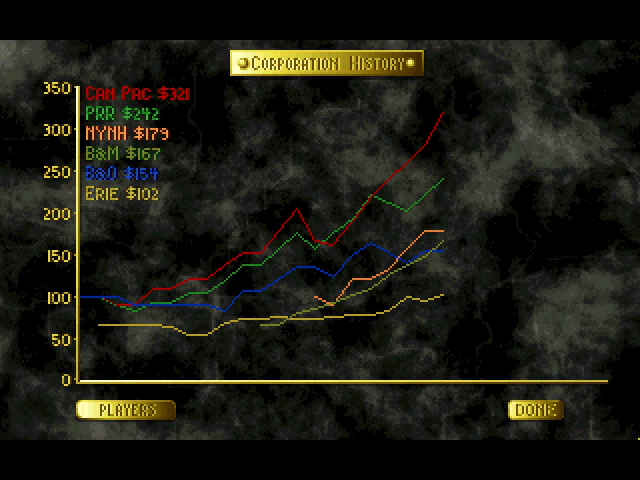 CORPORATION HISTORY
350
300
250
200
150
100
50
0
CAN PAC $321
PRR $242
NYNH $179
B&M $167
B&O $154
ERIE $102
PLAYERS
DONE